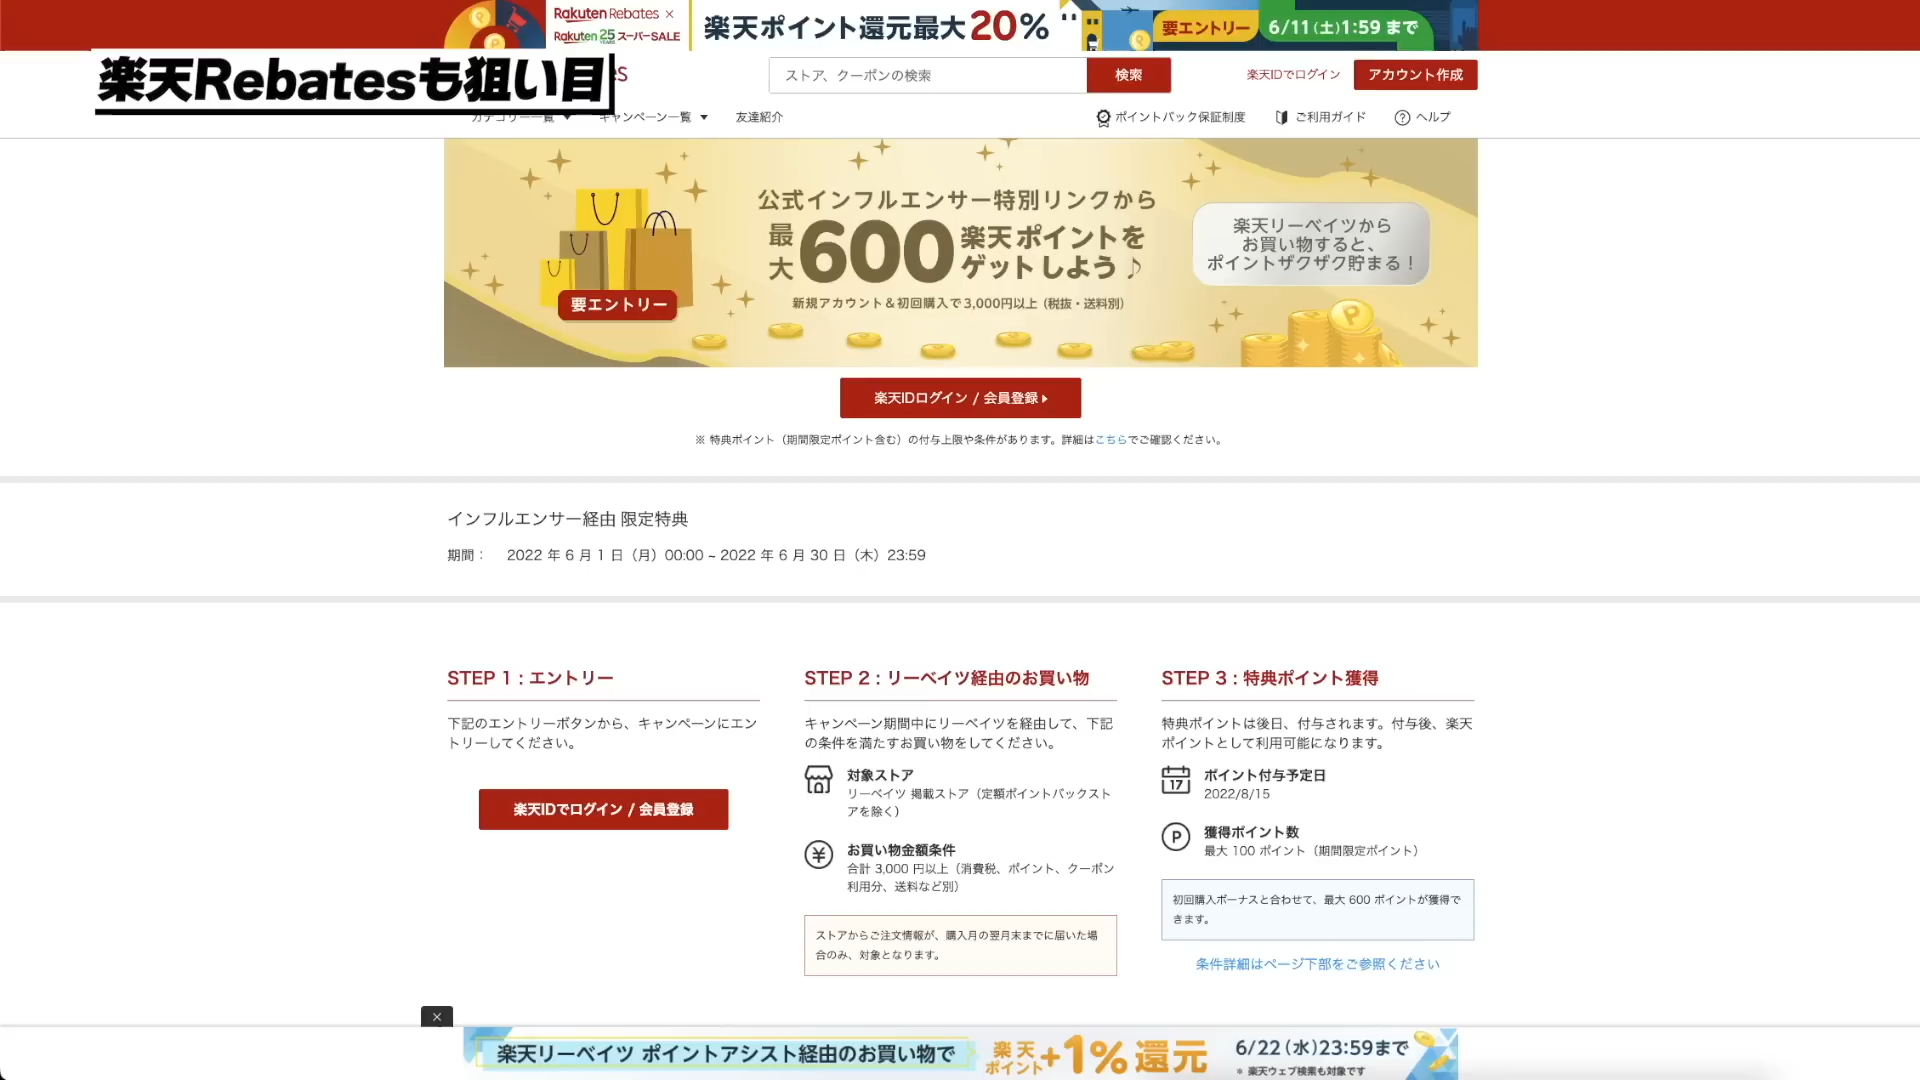 Rakuten Rebates ×
Rakuten 25 スーパーSALE
楽天ポイント還元最大20%
要エントリー
6/11(土)1:59 まで
楽天Rebatesも狙い目
ストア、クーポンの検索
検索
楽天IDでログイン
アカウント作成
カテゴリー一覧
キャンペーン一覧
友達紹介
ポイントバック保証制度
ご利用ガイド
ヘルプ
公式インフルエンサー特別リンクから
最大600楽天ポイントを
ゲットしよう♪
新規アカウント&初回購入で3,000円以上 (税抜・送料別)
要エントリー
楽天リーベイツから
お買い物すると、
ポイントザクザク貯まる!
楽天IDログイン / 会員登録
※ 特典ポイント（期間限定ポイント含む）の付与上限や条件があります。詳細はこちらでご確認ください。
インフルエンサー経由 限定特典
期間： 2022 年 6 月 1 日（月）00:00 ~ 2022 年 6 月 30 日（木）23:59
STEP 1 : エントリー
下記のエントリーボタンから、キャンペーンにエン
トリーしてください。
楽天IDでログイン / 会員登録
STEP 2 : リーベイツ経由のお買い物
キャンペーン期間中にリーベイツを経由して、下記
の条件を満たすお買い物をしてください。
対象ストア
リーベイツ 掲載ストア（定額ポイントバックスト
アを除く）
お買い物金額条件
合計 3,000 円以上（消費税、ポイント、クーポン
利用分、送料など別）
ストアからご注文情報が、購入月の翌月末までに届いた場
合のみ、対象となります。
STEP 3 : 特典ポイント獲得
特典ポイントは後日、付与されます。付与後、楽天
ポイントとして利用可能になります。
17
ポイント付与予定日
2022/8/15
獲得ポイント数
最大 100 ポイント（期間限定ポイント）
初回購入ボーナスと合わせて、最大 600 ポイントが獲得で
きます。
条件詳細はページ下部をご参照ください
楽天リーベイツ ポイントアシスト経由のお買い物で
楽天ポイント+1%還元
6/22(水)23:59まで
* 楽天ウェブ検索も対象です